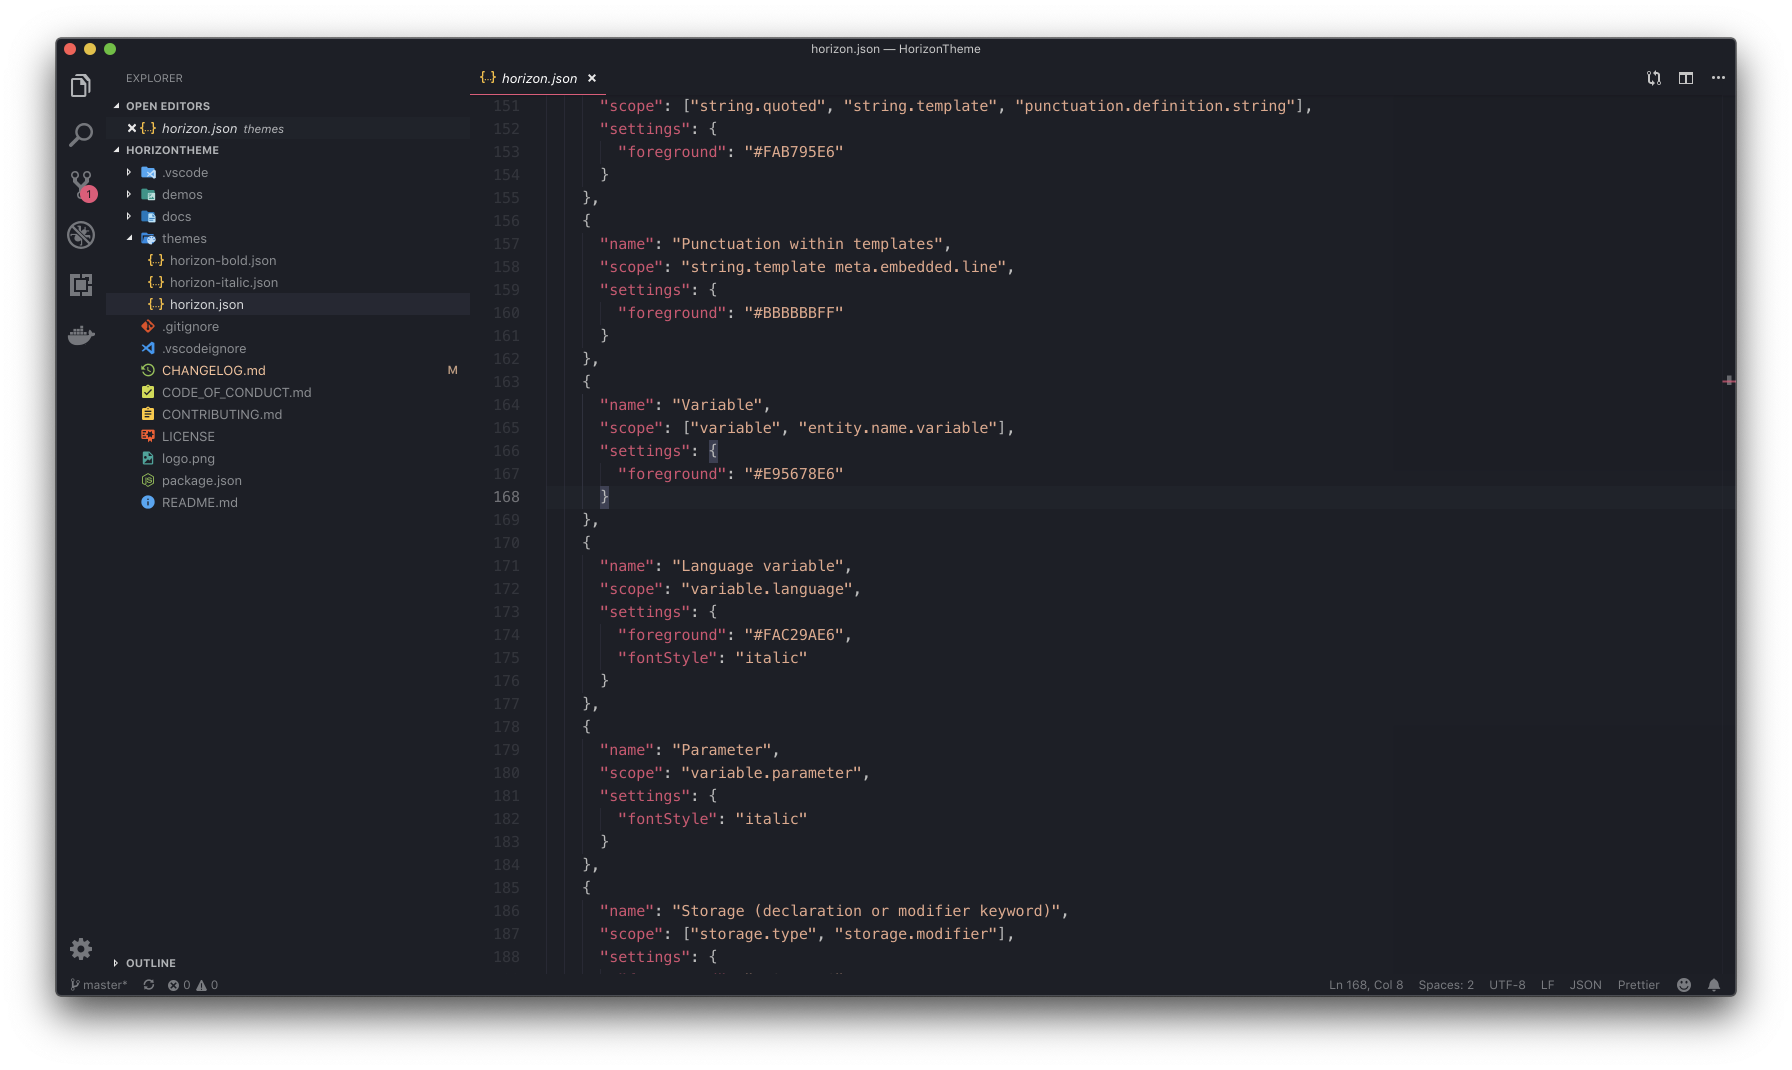 horizon.json — HorizonTheme
EXPLORER
OPEN EDITORS
{..} horizon.json themes
HORIZONTHEME
.vscode
demos
docs
themes
{..} horizon-bold.json
{..} horizon-italic.json
{..} horizon.json
.gitignore
.vscodeignore
CHANGELOG.md M
CODE_OF_CONDUCT.md
CONTRIBUTING.md
LICENSE
logo.png
package.json
README.md
OUTLINE
1
{..} horizon.json
151 "scope": ["string.quoted", "string.template", "punctuation.definition.string"],
152 "settings": {
153 "foreground": "#FAB795E6"
154 }
155 },
156 {
157 "name": "Punctuation within templates",
158 "scope": "string.template meta.embedded.line",
159 "settings": {
160 "foreground": "#BBBBBBFF"
161 }
162 },
163 {
164 "name": "Variable",
165 "scope": ["variable", "entity.name.variable"],
166 "settings": {
167 "foreground": "#E95678E6"
168 }
169 },
170 {
171 "name": "Language variable",
172 "scope": "variable.language",
173 "settings": {
174 "foreground": "#FAC29AE6",
175 "fontStyle": "italic"
176 }
177 },
178 {
179 "name": "Parameter",
180 "scope": "variable.parameter",
181 "settings": {
182 "fontStyle": "italic"
183 }
184 },
185 {
186 "name": "Storage (declaration or modifier keyword)",
187 "scope": ["storage.type", "storage.modifier"],
188 "settings": {
master* 0 0 Ln 168, Col 8 Spaces: 2 UTF-8 LF JSON Prettier